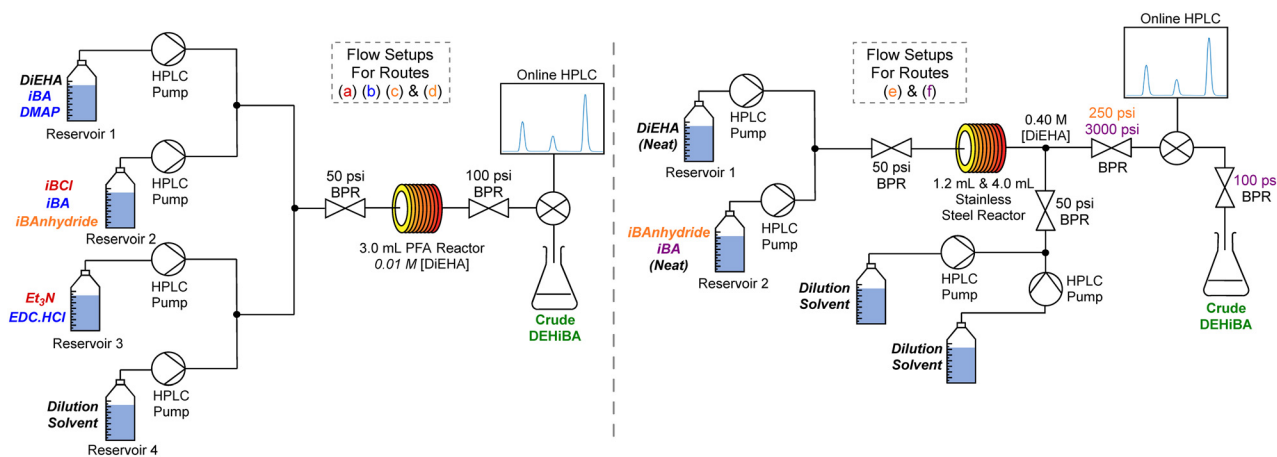 DiEHA
iBA
DMAP
Reservoir 1
HPLC
Pump
iBCl
iBA
iBAnhydride
Reservoir 2
HPLC
Pump
Et₃N
EDC.HCl
Reservoir 3
HPLC
Pump
Dilution
Solvent
Reservoir 4
HPLC
Pump
Flow Setups
For Routes
(a) (b) (c) & (d)
50 psi
BPR
3.0 mL PFA Reactor
0.01 M [DiEHA]
100 psi
BPR
Online HPLC
Crude
DEHiBA
DiEHA
(Neat)
Reservoir 1
HPLC
Pump
iBAnhydride
iBA
(Neat)
Reservoir 2
HPLC
Pump
Flow Setups
For Routes
(e) & (f)
50 psi
BPR
1.2 mL & 4.0 mL
Stainless
Steel Reactor
0.40 M
[DiEHA]
50 psi
BPR
Dilution
Solvent
HPLC
Pump
Dilution
Solvent
HPLC
Pump
250 psi
3000 psi
BPR
Online HPLC
100 ps
BPR
Crude
DEHiBA